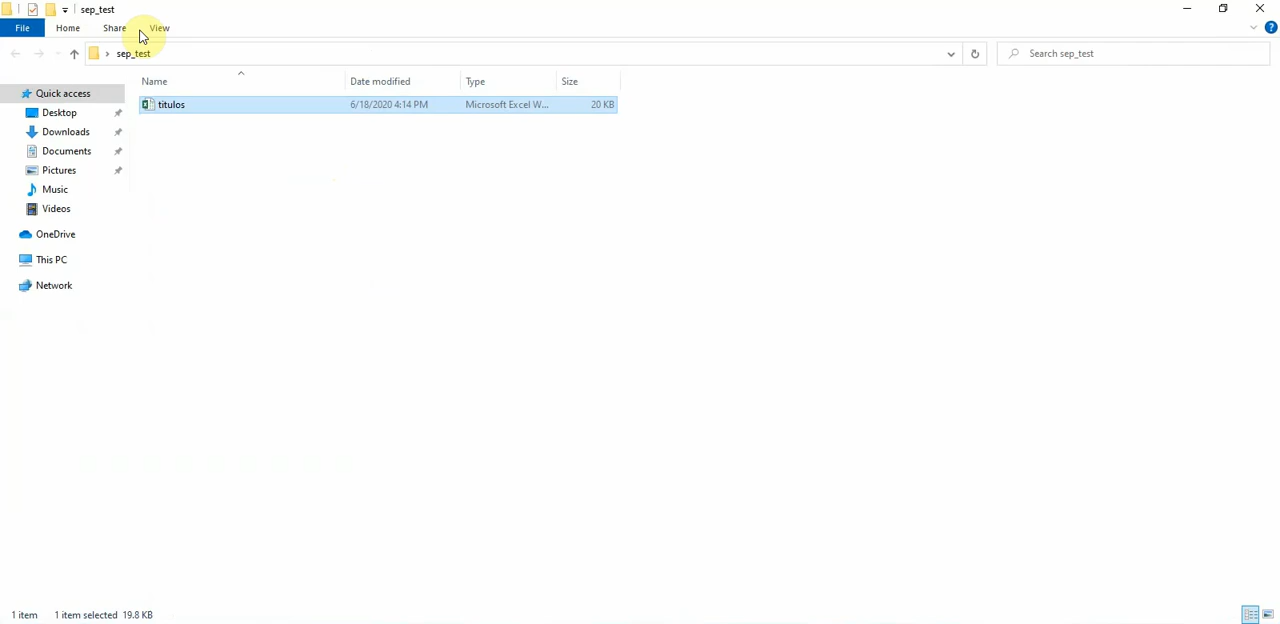 sep_test
File Home Share View
sep_test Search sep_test
Name Date modified Type Size
Quick access
titulos 6/18/2020 4:14 PM Microsoft Excel W... 20 KB
Desktop
Downloads
Documents
Pictures
Music
Videos
OneDrive
This PC
Network
1 item 1 item selected 19.8 KB